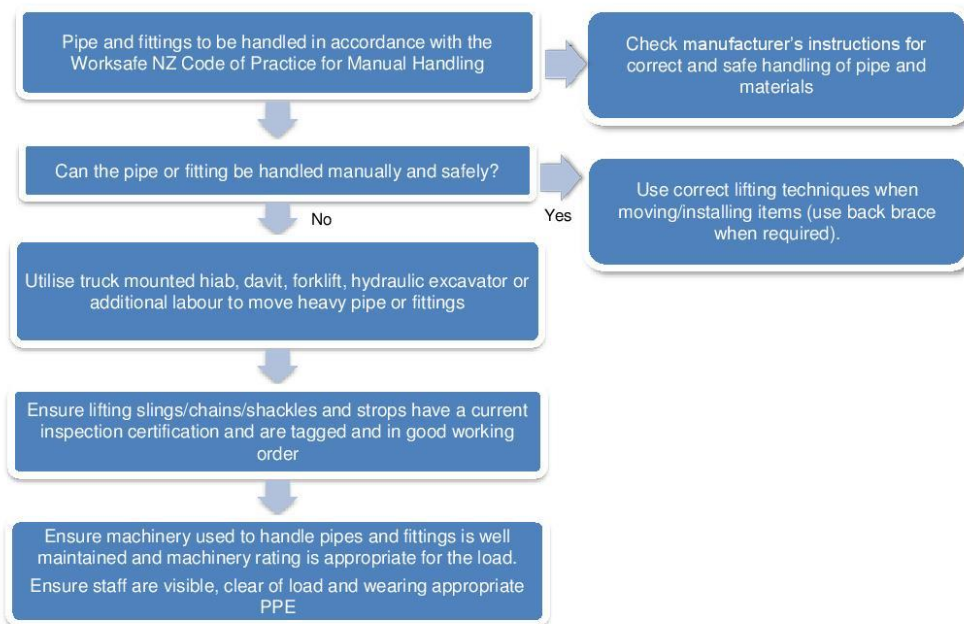 Pipe and fittings to be handled in accordance with the
Worksafe NZ Code of Practice for Manual Handling
Check manufacturer's instructions for
correct and safe handling of pipe and
materials
Can the pipe or fitting be handled manually and safely?
Yes
Use correct lifting techniques when
moving/installing items (use back brace
when required).
No
Utilise truck mounted hiab, davit, forklift, hydraulic excavator or
additional labour to move heavy pipe or fittings
Ensure lifting slings/chains/shackles and strops have a current
inspection certification and are tagged and in good working
order
Ensure machinery used to handle pipes and fittings is well
maintained and machinery rating is appropriate for the load.
Ensure staff are visible, clear of load and wearing appropriate
PPE